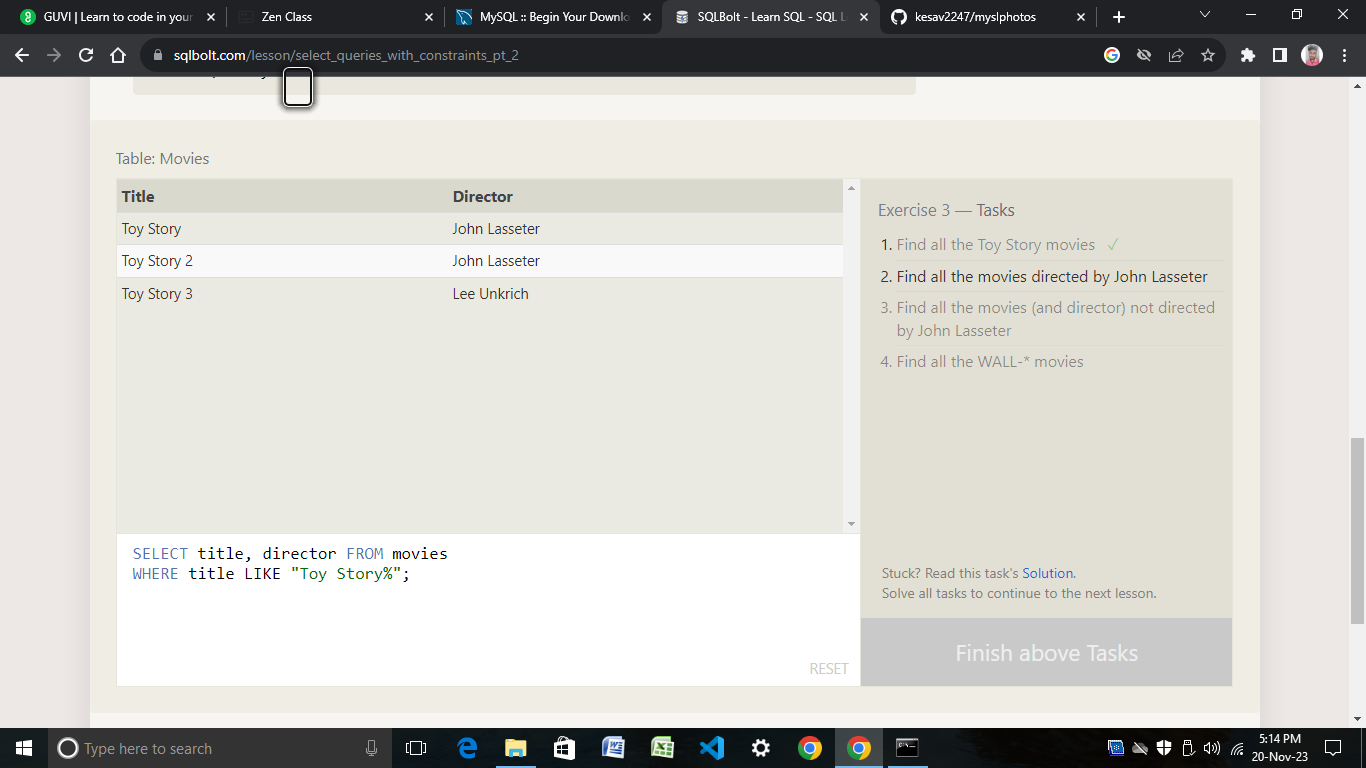 GUVI | Learn to code in your
Zen Class
MySQL :: Begin Your Downlo
SQLBolt - Learn SQL - SQL L
kesav2247/myslphotos
sqlbolt.com/lesson/select_queries_with_constraints_pt_2
Table: Movies
Title Director
Toy Story John Lasseter
Toy Story 2 John Lasseter
Toy Story 3 Lee Unkrich
SELECT title, director FROM movies
WHERE title LIKE "Toy Story%";
RESET
Exercise 3 — Tasks
1. Find all the Toy Story movies ✓
2. Find all the movies directed by John Lasseter
3. Find all the movies (and director) not directed
by John Lasseter
4. Find all the WALL-* movies
Stuck? Read this task's Solution.
Solve all tasks to continue to the next lesson.
Finish above Tasks
Type here to search
5:14 PM
20-Nov-23